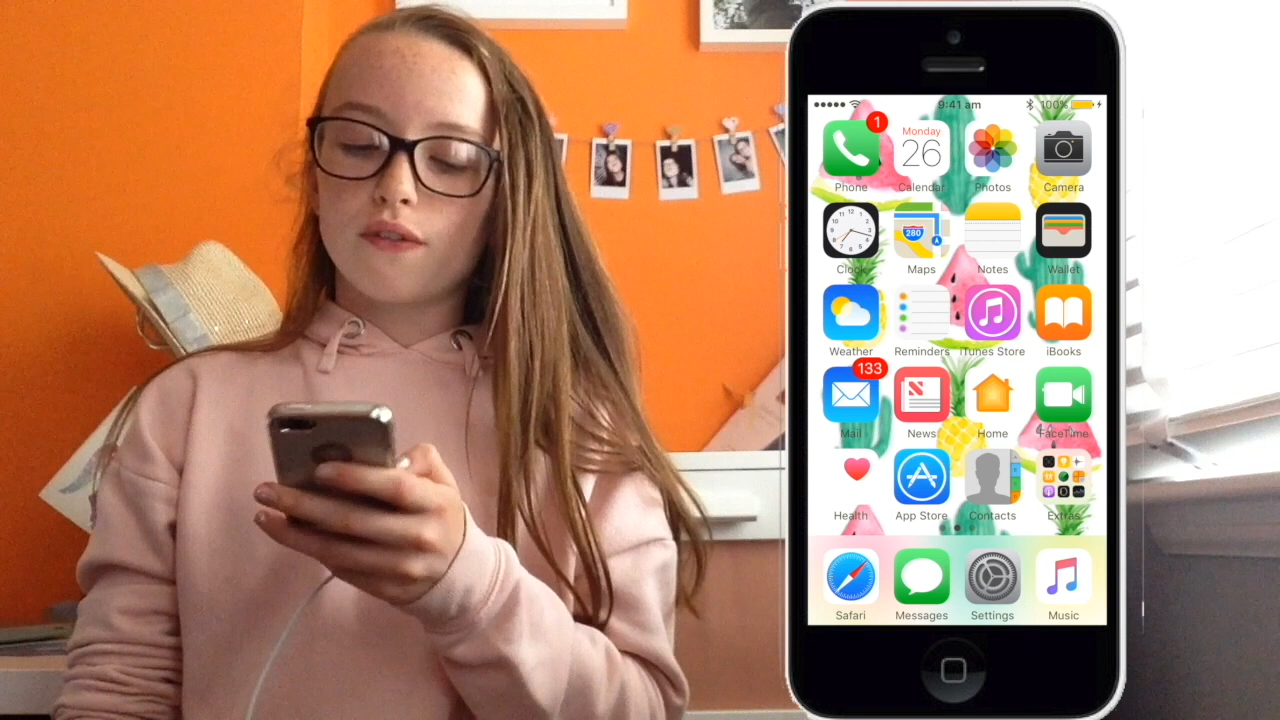 9:41 am 100%
1
Monday
26
Phone Calendar Photos Camera
12
280
Clock Maps Notes Wallet
Weather Reminders iTunes Store iBooks
133
Mail News Home FaceTime
Health App Store Contacts Extras
Safari Messages Settings Music